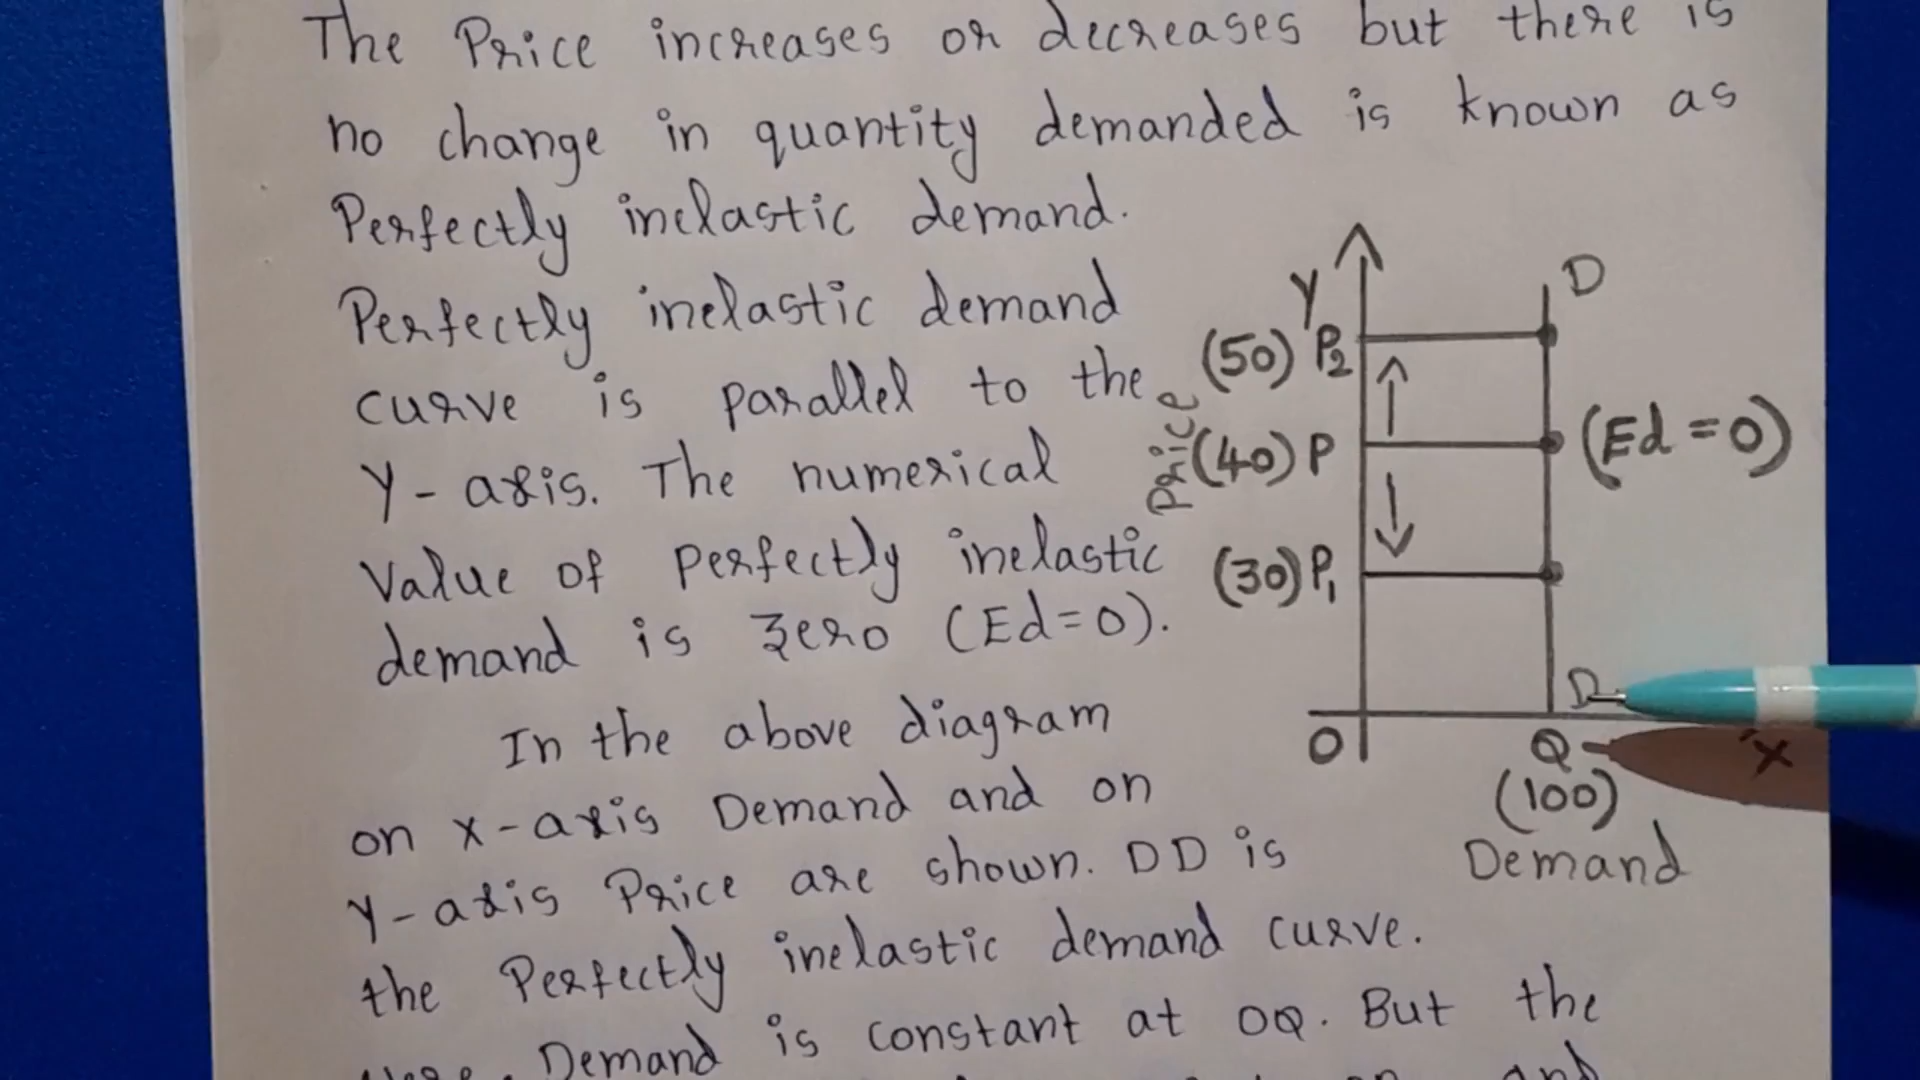 The Price increases or decreases but there is
no change in quantity demanded is known as
Perfectly inelastic demand.
Perfectly inelastic demand
curve is parallel to the
Y-axis. The numerical
Value of perfectly inelastic
demand is zero (Ed=0).
In the above diagram
on x-axis Demand and on
Y-axis Price are shown. DD is
the Perfectly inelastic demand curve.
Demand is constant at OQ. But the
and
Y
D
(50) P2
Price
(40) P
(Ed=0)
(30) P1
D
O
Q
X
(100)
Demand